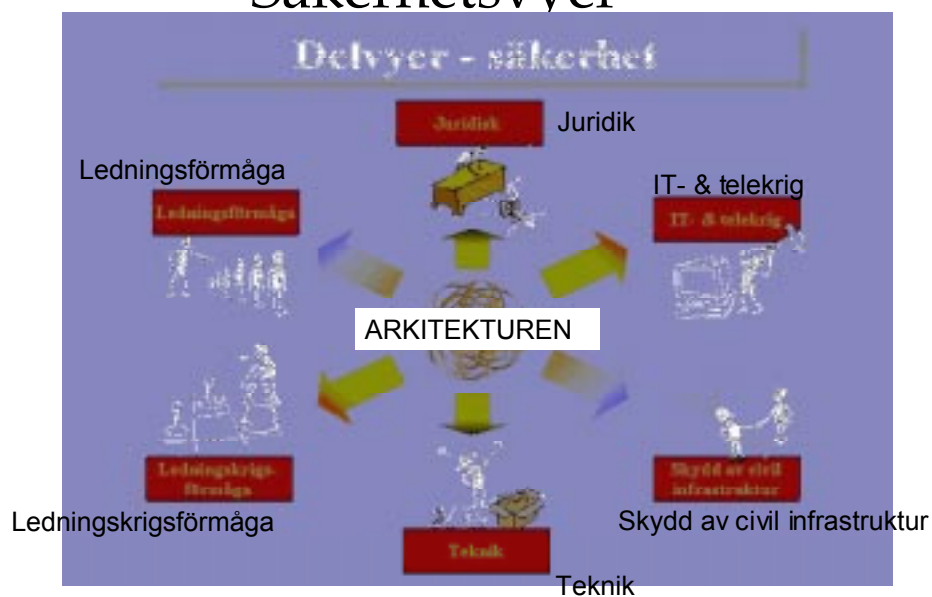 Säkerhetsvyer
Delvyer - säkerhet
Juridisk
Juridik
Ledningsförmåga
Ledningsförmåga
IT- & telekrig
IT- & telekrig
ARKITEKTUREN
Ledningskrigs-
förmåga
Ledningskrigsförmåga
Skydd av civil
infrastruktur
Skydd av civil infrastruktur
Teknik
Teknik